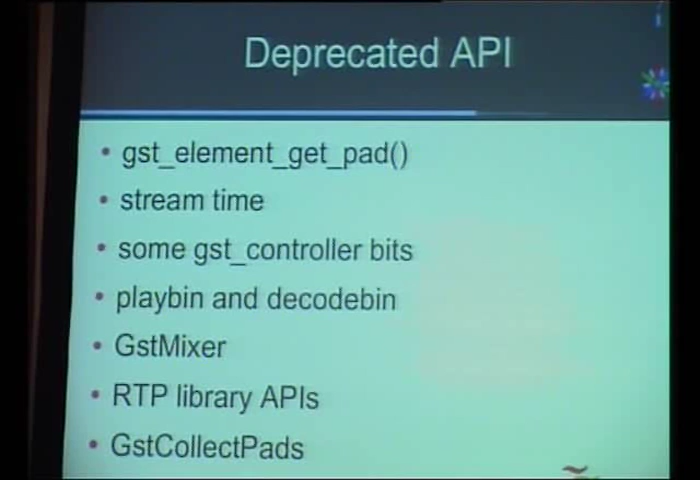 Deprecated API
• gst_element_get_pad()
• stream time
• some gst_controller bits
• playbin and decodebin
• GstMixer
• RTP library APIs
• GstCollectPads